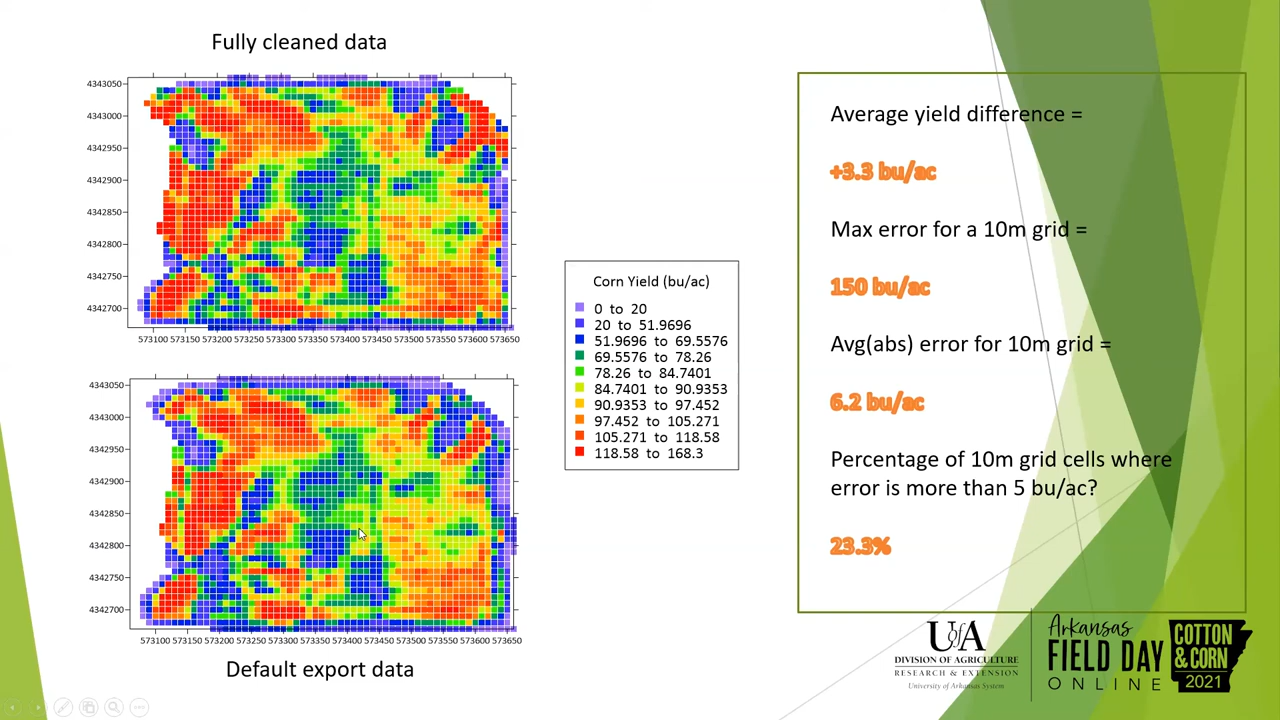 Fully cleaned data
4343050
4343000
4342950
4342900
4342850
4342800
4342750
4342700
573100 573150 573200 573250 573300 573350 573400 573450 573500 573550 573600 573650
4343050
4343000
4342950
4342900
4342850
4342800
4342750
4342700
573100 573150 573200 573250 573300 573350 573400 573450 573500 573550 573600 573650
Default export data
Corn Yield (bu/ac)
0 to 20
20 to 51.9696
51.9696 to 69.5576
69.5576 to 78.26
78.26 to 84.7401
84.7401 to 90.9353
90.9353 to 97.452
97.452 to 105.271
105.271 to 118.58
118.58 to 168.3
Average yield difference =
+3.3 bu/ac
Max error for a 10m grid =
150 bu/ac
Avg(abs) error for 10m grid =
6.2 bu/ac
Percentage of 10m grid cells where
error is more than 5 bu/ac?
23.3%
UofA
DIVISION OF AGRICULTURE
RESEARCH & EXTENSION
University of Arkansas System
Arkansas
FIELD DAY
ONLINE
COTTON
& CORN
2021